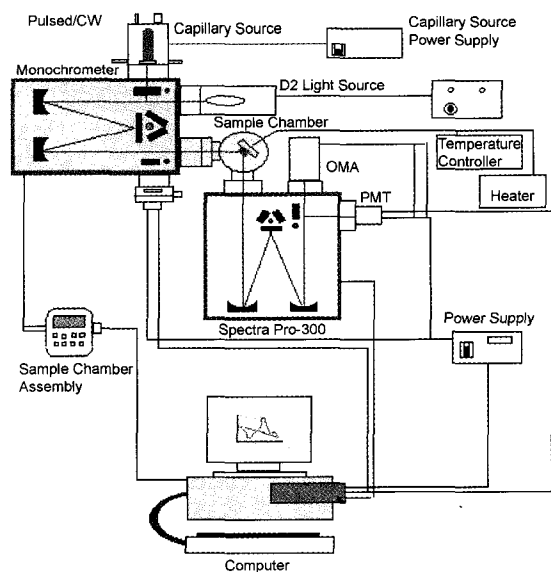 Pulsed/CW
Capillary Source
Capillary Source
Power Supply
Monochrometer
D2 Light Source
Sample Chamber
OMA
Temperature
Controller
PMT
Heater
Spectra Pro-300
Power Supply
Sample Chamber
Assembly
Computer